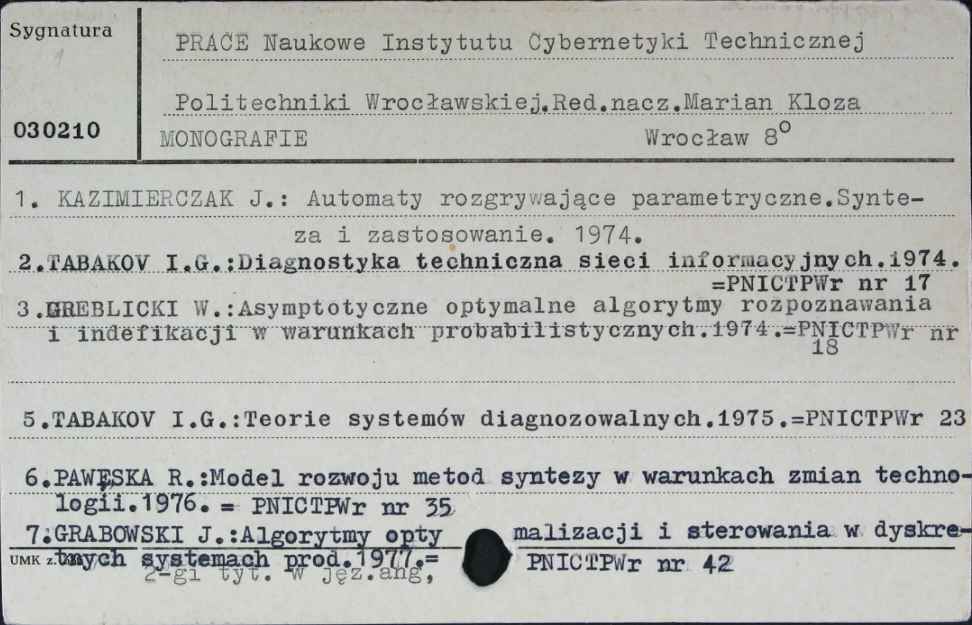 Sygnatura
PRACE Naukowe Instytutu Cybernetyki Technicznej
Politechniki Wrocławskiej.Red.nacz.Marian Kloza
030210
MONOGRAFIE Wrocław 8°
1. KAZIMIERCZAK J.: Automaty rozgrywające parametryczne.Synte-
za i zastosowanie. 1974.
2.TABAKOV I.G.:Diagnostyka techniczna sieci informacyjnych.1974.
=PNICTPWr nr 17
3.GREBLICKI W.:Asymptotyczne optymalne algorytmy rozpoznawania
i indefikacji w warunkach probabilistycznych.1974.=PNICTPWr nr
18
5.TABAKOV I.G.:Teorie systemów diagnozowalnych.1975.=PNICTPWr 23
6.PAWĘSKA R.:Model rozwoju metod syntezy w warunkach zmian techno-
logii.1976. = PNICTPWr nr 35
7.GRABOWSKI J.:Algorytmy opty malizacji i sterowania w dyskre-
UMK z. tnych systemach prod.1977.= PNICTPWr nr 42
2-gi tyt. w jęz.ang,